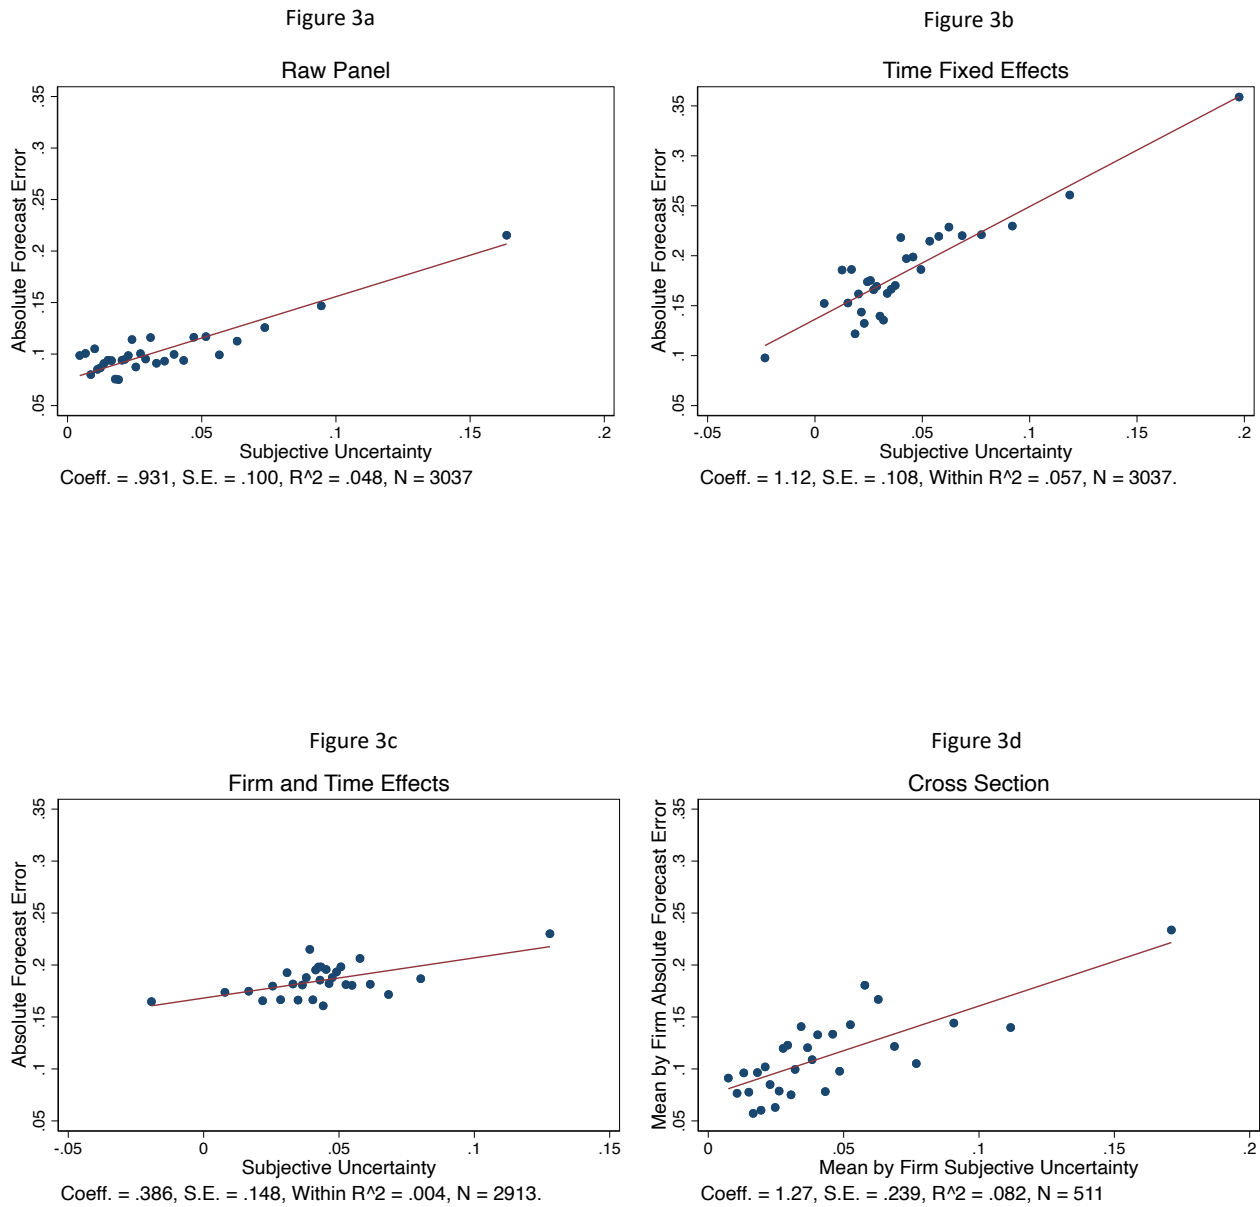 Figure 3a
Raw Panel
Absolute Forecast Error
.05
.1
.15
.2
.25
.3
.35
0
.05
.1
.15
.2
Subjective Uncertainty
Coeff. = .931, S.E. = .100, R^2 = .048, N = 3037
Figure 3b
Time Fixed Effects
Absolute Forecast Error
.05
.1
.15
.2
.25
.3
.35
-.05
0
.05
.1
.15
.2
Subjective Uncertainty
Coeff. = 1.12, S.E. = .108, Within R^2 = .057, N = 3037.
Figure 3c
Firm and Time Effects
Absolute Forecast Error
.05
.1
.15
.2
.25
.3
.35
-.05
0
.05
.1
.15
Subjective Uncertainty
Coeff. = .386, S.E. = .148, Within R^2 = .004, N = 2913.
Figure 3d
Cross Section
Mean by Firm Absolute Forecast Error
.05
.1
.15
.2
.25
.3
.35
0
.05
.1
.15
.2
Mean by Firm Subjective Uncertainty
Coeff. = 1.27, S.E. = .239, R^2 = .082, N = 511